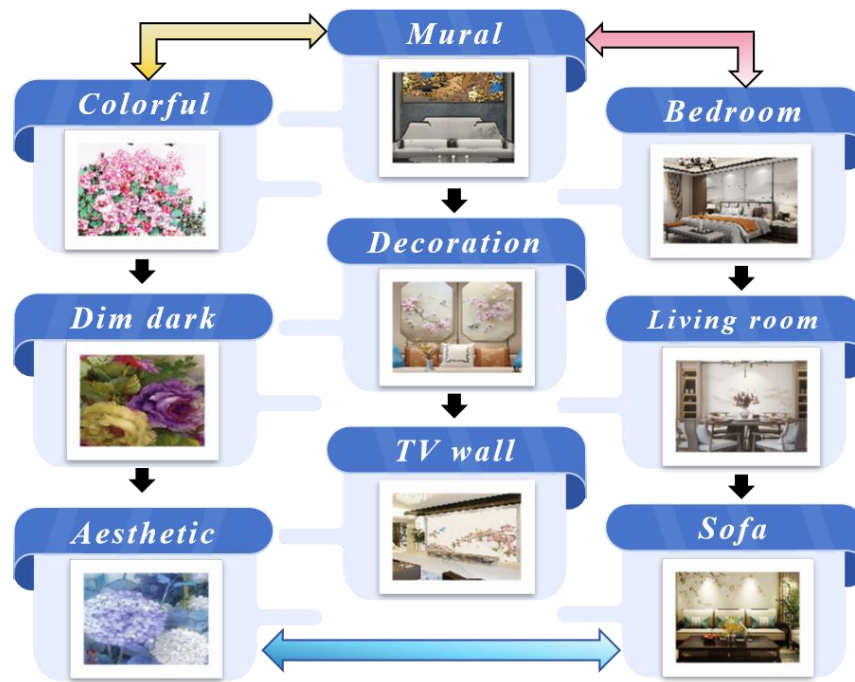 Mural
Colorful
Bedroom
Decoration
Dim dark
Living room
TV wall
Aesthetic
Sofa